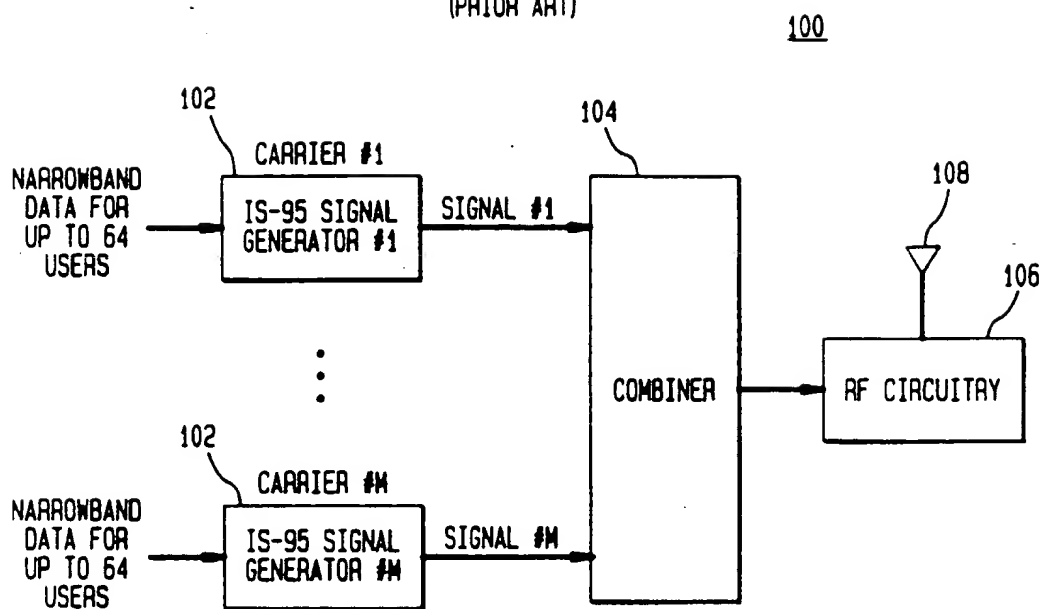 (PRIOR ART)
100
102
CARRIER #1
NARROWBAND
DATA FOR
UP TO 64
USERS
IS-95 SIGNAL
GENERATOR #1
SIGNAL #1
104
COMBINER
108
106
RF CIRCUITRY
102
CARRIER #M
NARROWBAND
DATA FOR
UP TO 64
USERS
IS-95 SIGNAL
GENERATOR #M
SIGNAL #M